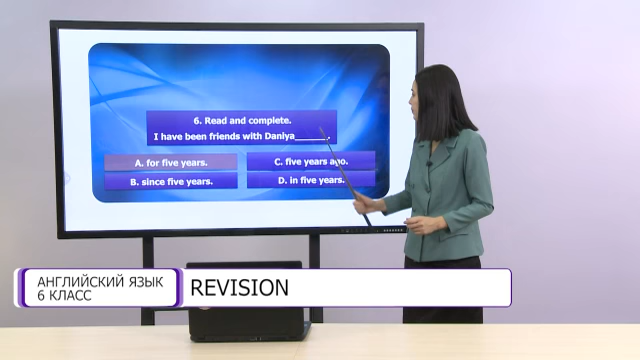 6. Read and complete.
I have been friends with Daniya_______.
A. for five years.
C. five years ago.
B. since five years.
D. in five years.
АНГЛИЙСКИЙ ЯЗЫК
6 КЛАСС
REVISION